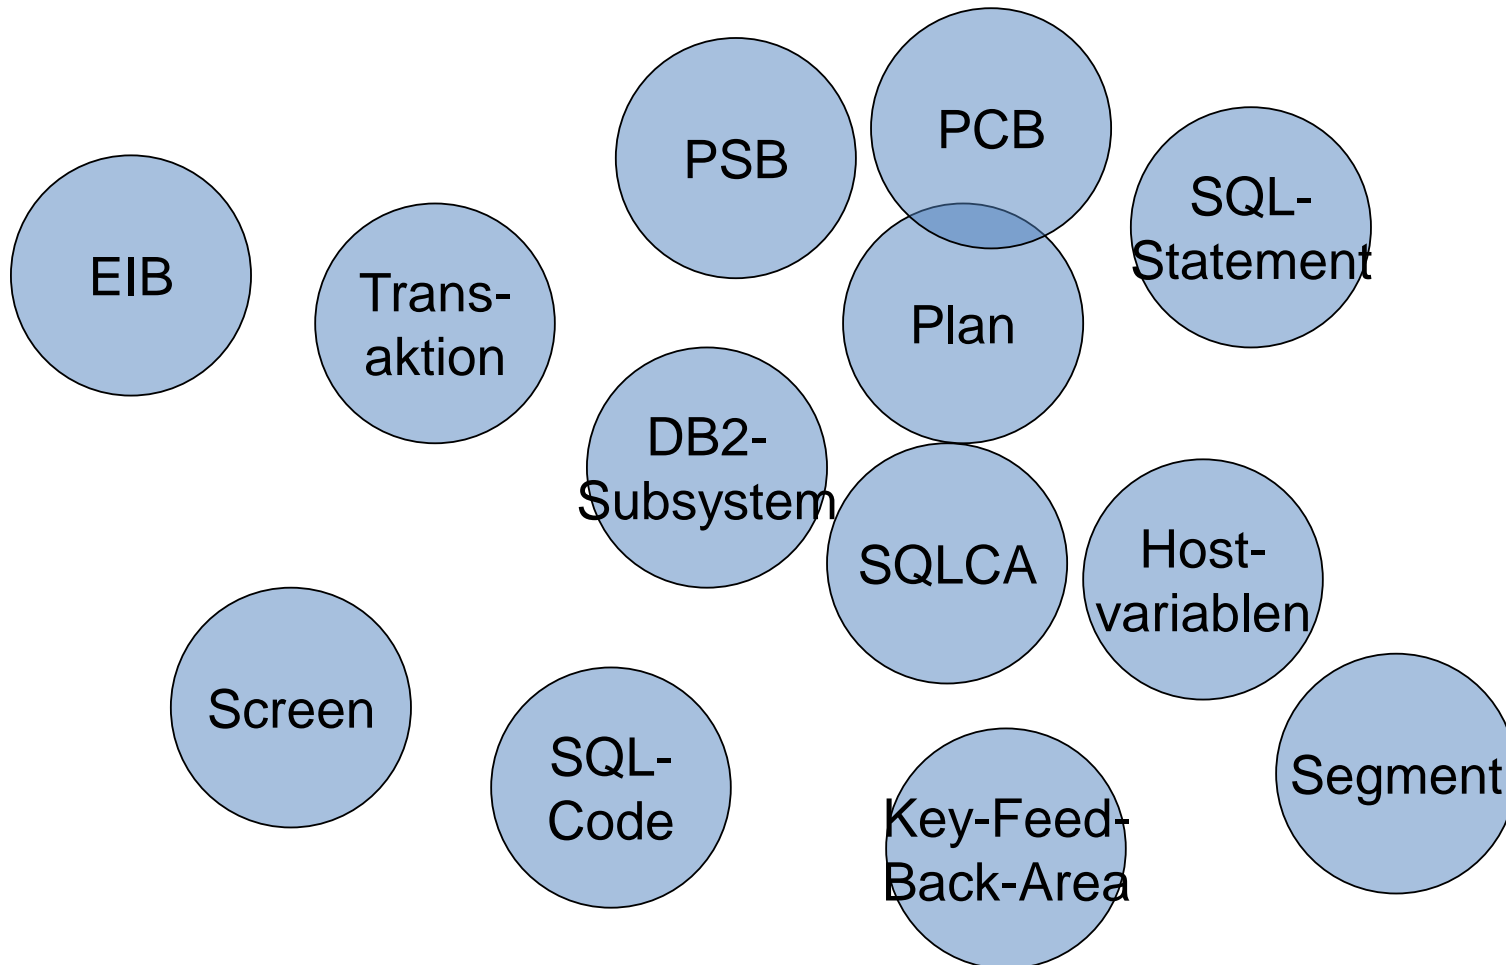 PCB
PSB
SQL-
Statement
EIB
Trans-
aktion
Plan
DB2-
Subsystem
SQLCA
Host-
variablen
Screen
SQL-
Code
Segment
Key-Feed-
Back-Area